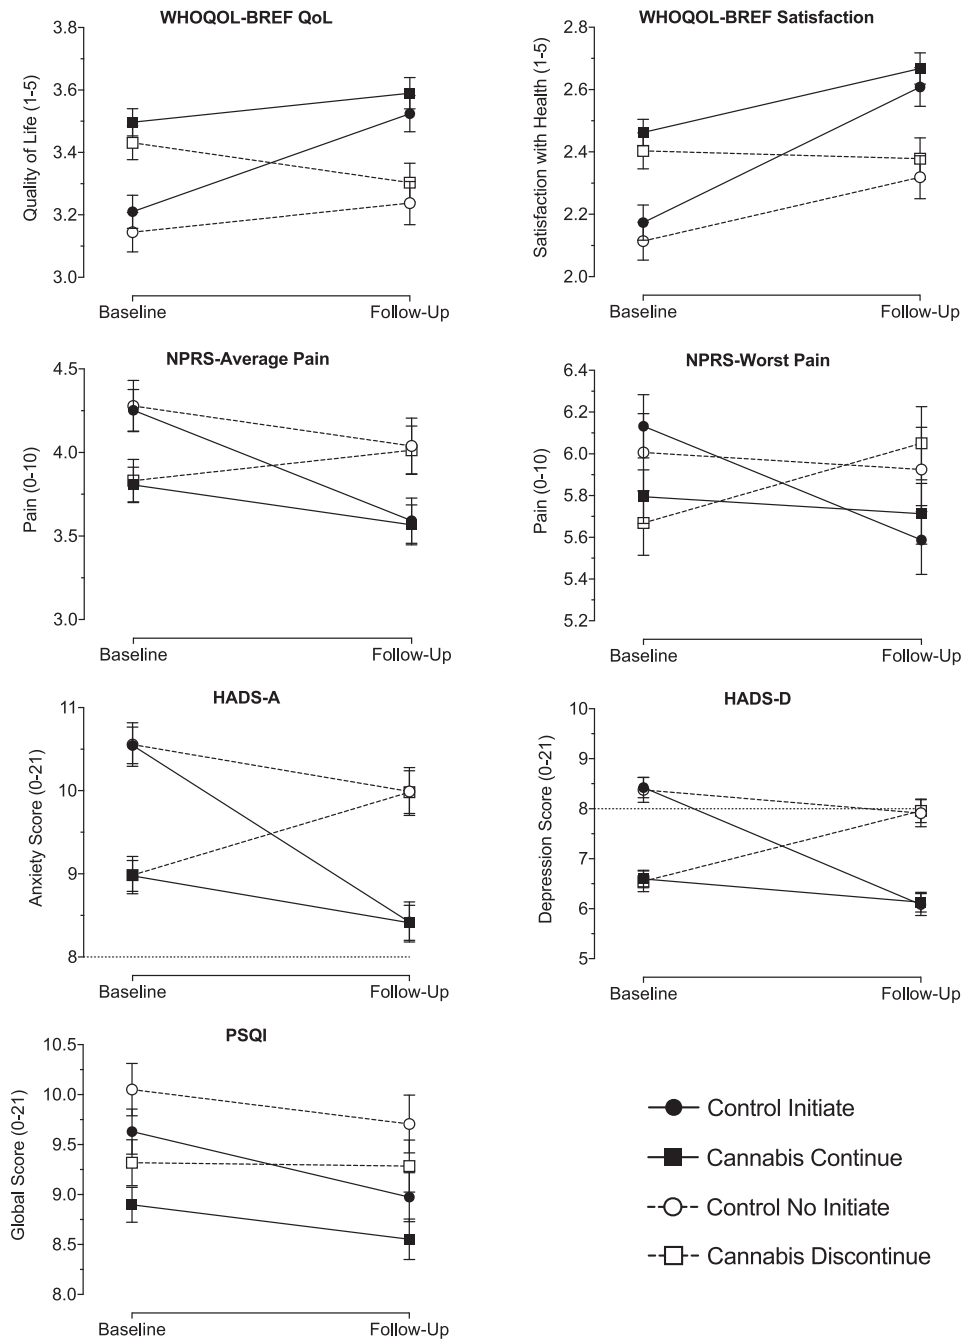 WHOQOL-BREF QoL
Quality of Life (1-5)
3.8
3.6
3.4
3.2
3.0
Baseline
Follow-Up
WHOQOL-BREF Satisfaction
Satisfaction with Health (1-5)
2.8
2.6
2.4
2.2
2.0
Baseline
Follow-Up
NPRS-Average Pain
Pain (0-10)
4.5
4.0
3.5
3.0
Baseline
Follow-Up
NPRS-Worst Pain
Pain (0-10)
6.4
6.2
6.0
5.8
5.6
5.4
5.2
Baseline
Follow-Up
HADS-A
Anxiety Score (0-21)
11
10
9
8
Baseline
Follow-Up
HADS-D
Depression Score (0-21)
10
9
8
7
6
5
Baseline
Follow-Up
PSQI
Global Score (0-21)
10.5
10.0
9.5
9.0
8.5
8.0
Baseline
Follow-Up
Control Initiate
Cannabis Continue
Control No Initiate
Cannabis Discontinue